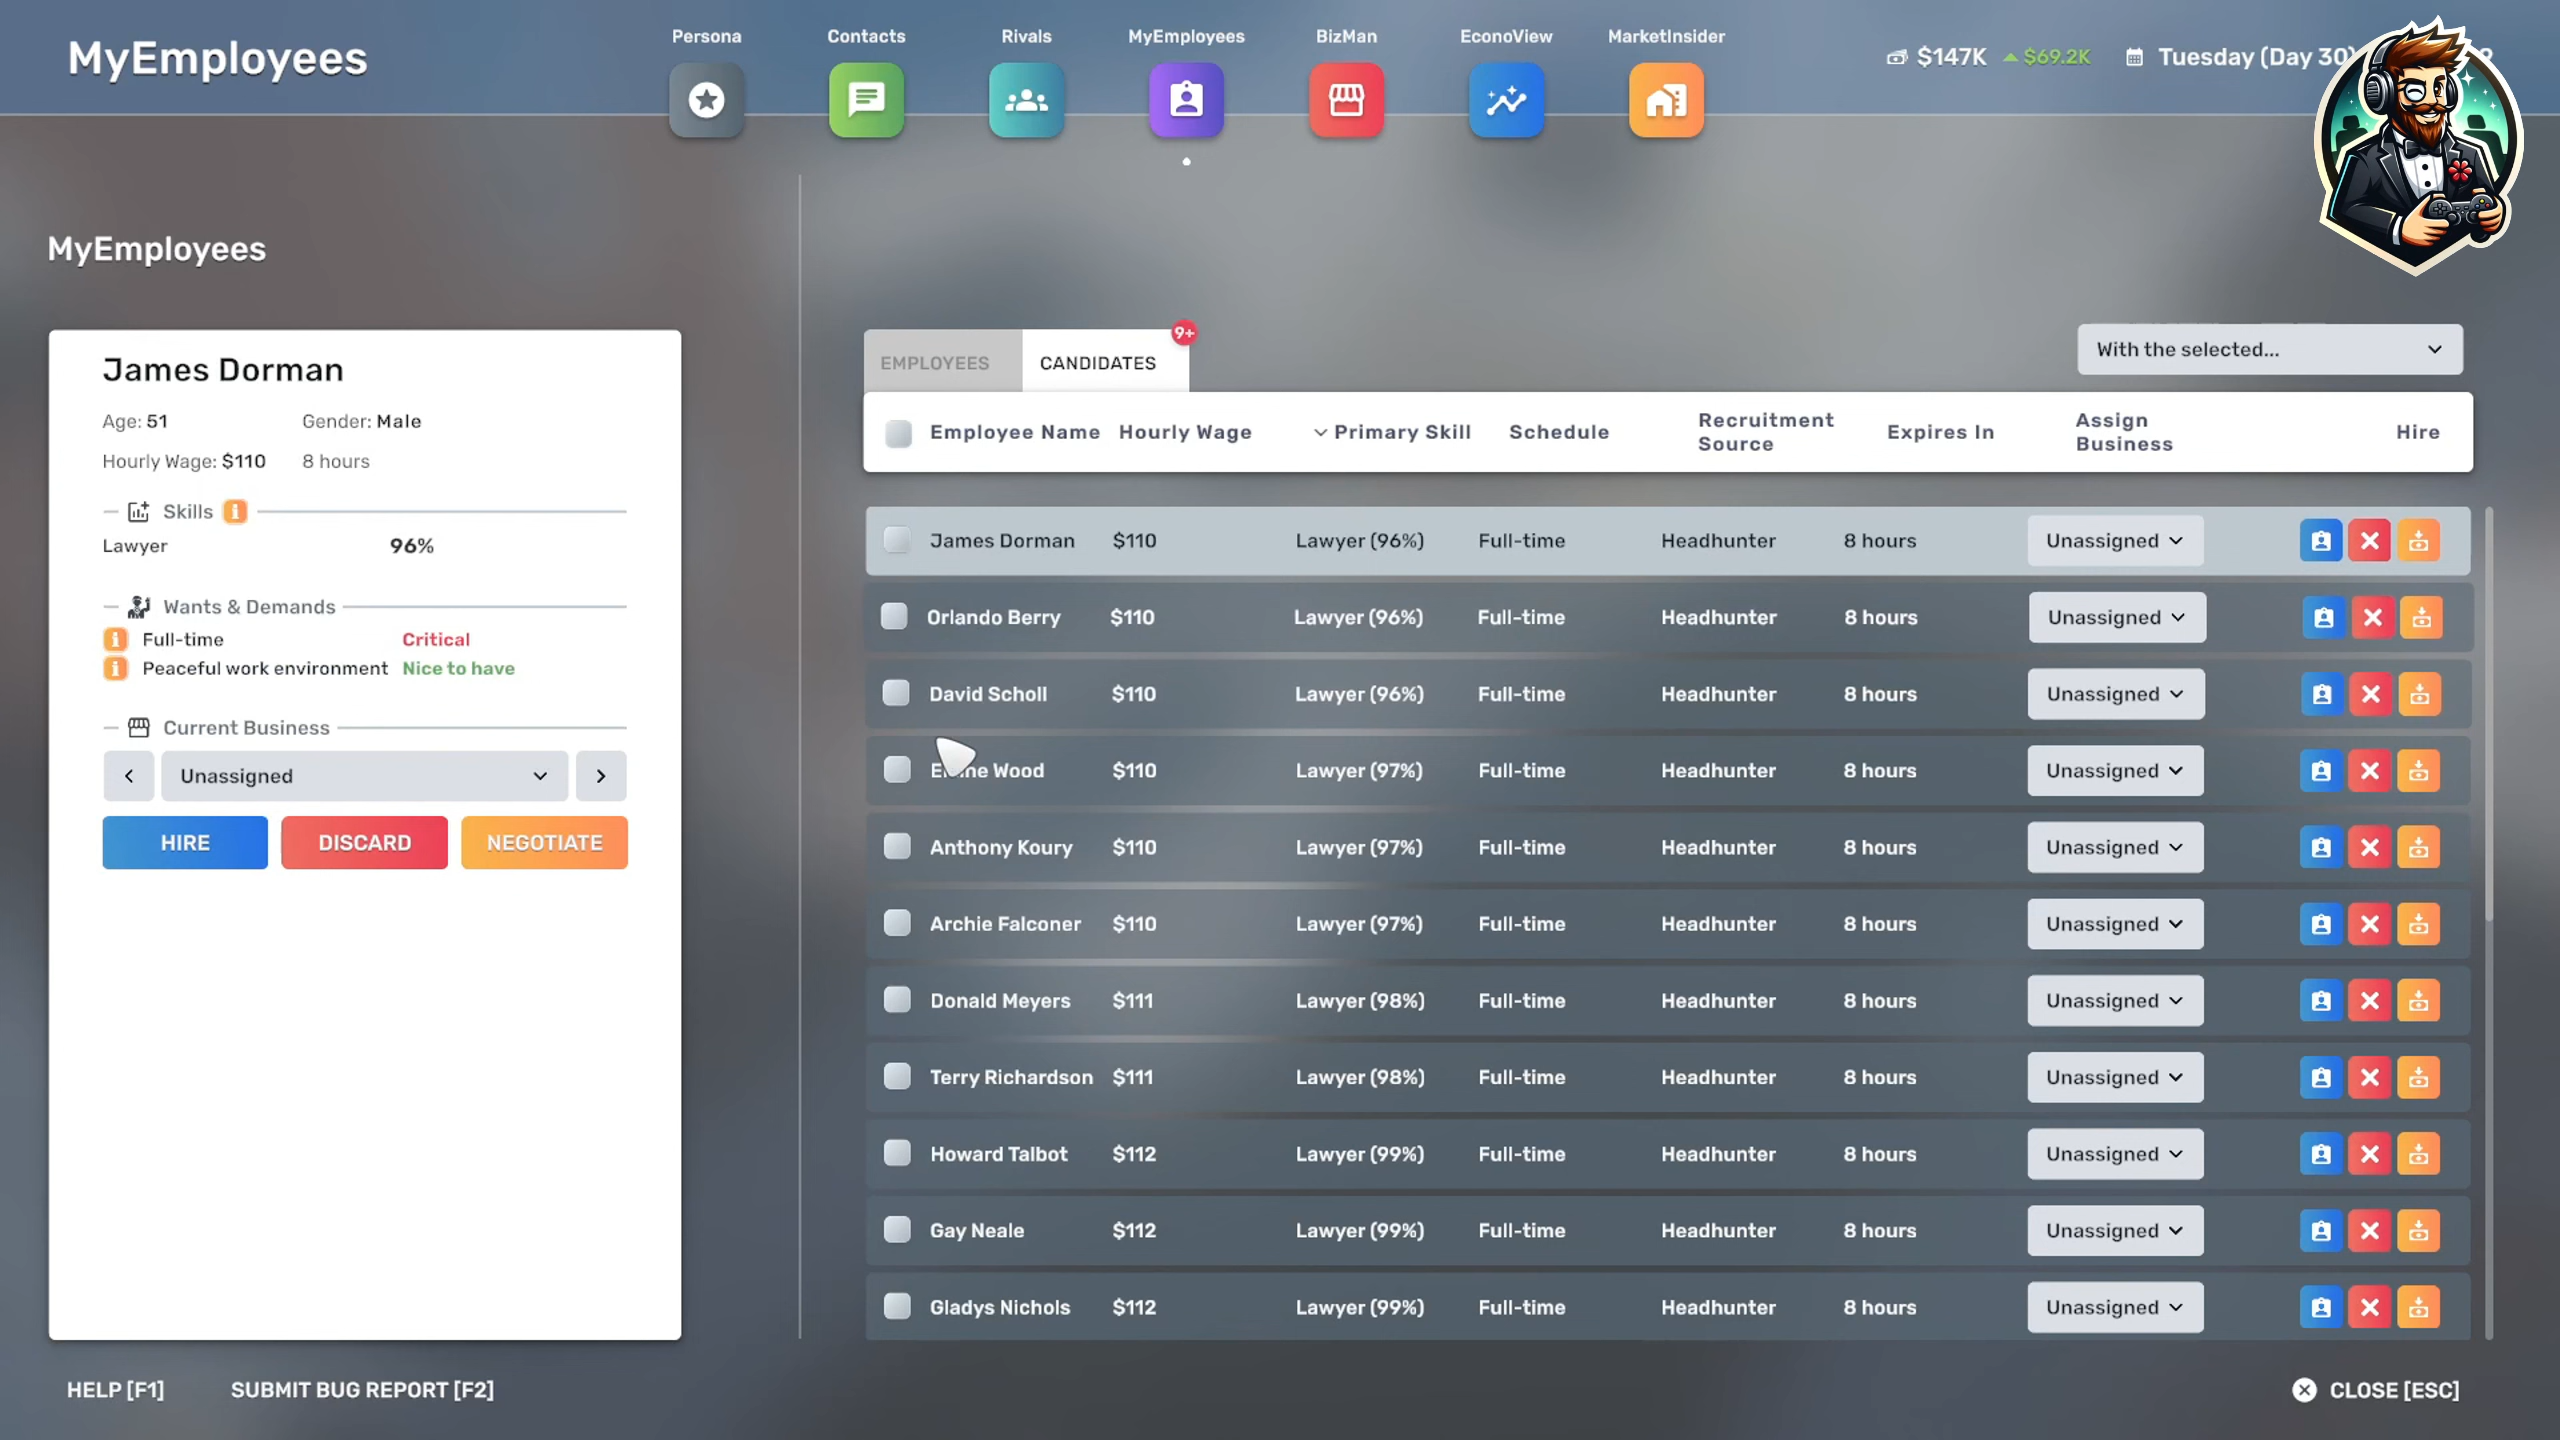 MyEmployees
Persona
Contacts
Rivals
MyEmployees
BizMan
EconoView
MarketInsider
$147K
$69.2K
Tuesday (Day 30)
MyEmployees
James Dorman
Age: 51 Gender: Male
Hourly Wage: $110 8 hours
Skills
Lawyer 96%
Wants & Demands
Full-time Critical
Peaceful work environment Nice to have
Current Business
Unassigned
HIRE DISCARD NEGOTIATE
EMPLOYEES CANDIDATES 9+
With the selected...
Employee Name Hourly Wage Primary Skill Schedule Recruitment Source Expires In Assign Business Hire
James Dorman $110 Lawyer (96%) Full-time Headhunter 8 hours Unassigned
Orlando Berry $110 Lawyer (96%) Full-time Headhunter 8 hours Unassigned
David Scholl $110 Lawyer (96%) Full-time Headhunter 8 hours Unassigned
Wood $110 Lawyer (97%) Full-time Headhunter 8 hours Unassigned
Anthony Koury $110 Lawyer (97%) Full-time Headhunter 8 hours Unassigned
Archie Falconer $110 Lawyer (97%) Full-time Headhunter 8 hours Unassigned
Donald Meyers $111 Lawyer (98%) Full-time Headhunter 8 hours Unassigned
Terry Richardson $111 Lawyer (98%) Full-time Headhunter 8 hours Unassigned
Howard Talbot $112 Lawyer (99%) Full-time Headhunter 8 hours Unassigned
Gay Neale $112 Lawyer (99%) Full-time Headhunter 8 hours Unassigned
Gladys Nichols $112 Lawyer (99%) Full-time Headhunter 8 hours Unassigned
HELP [F1] SUBMIT BUG REPORT [F2]
CLOSE [ESC]